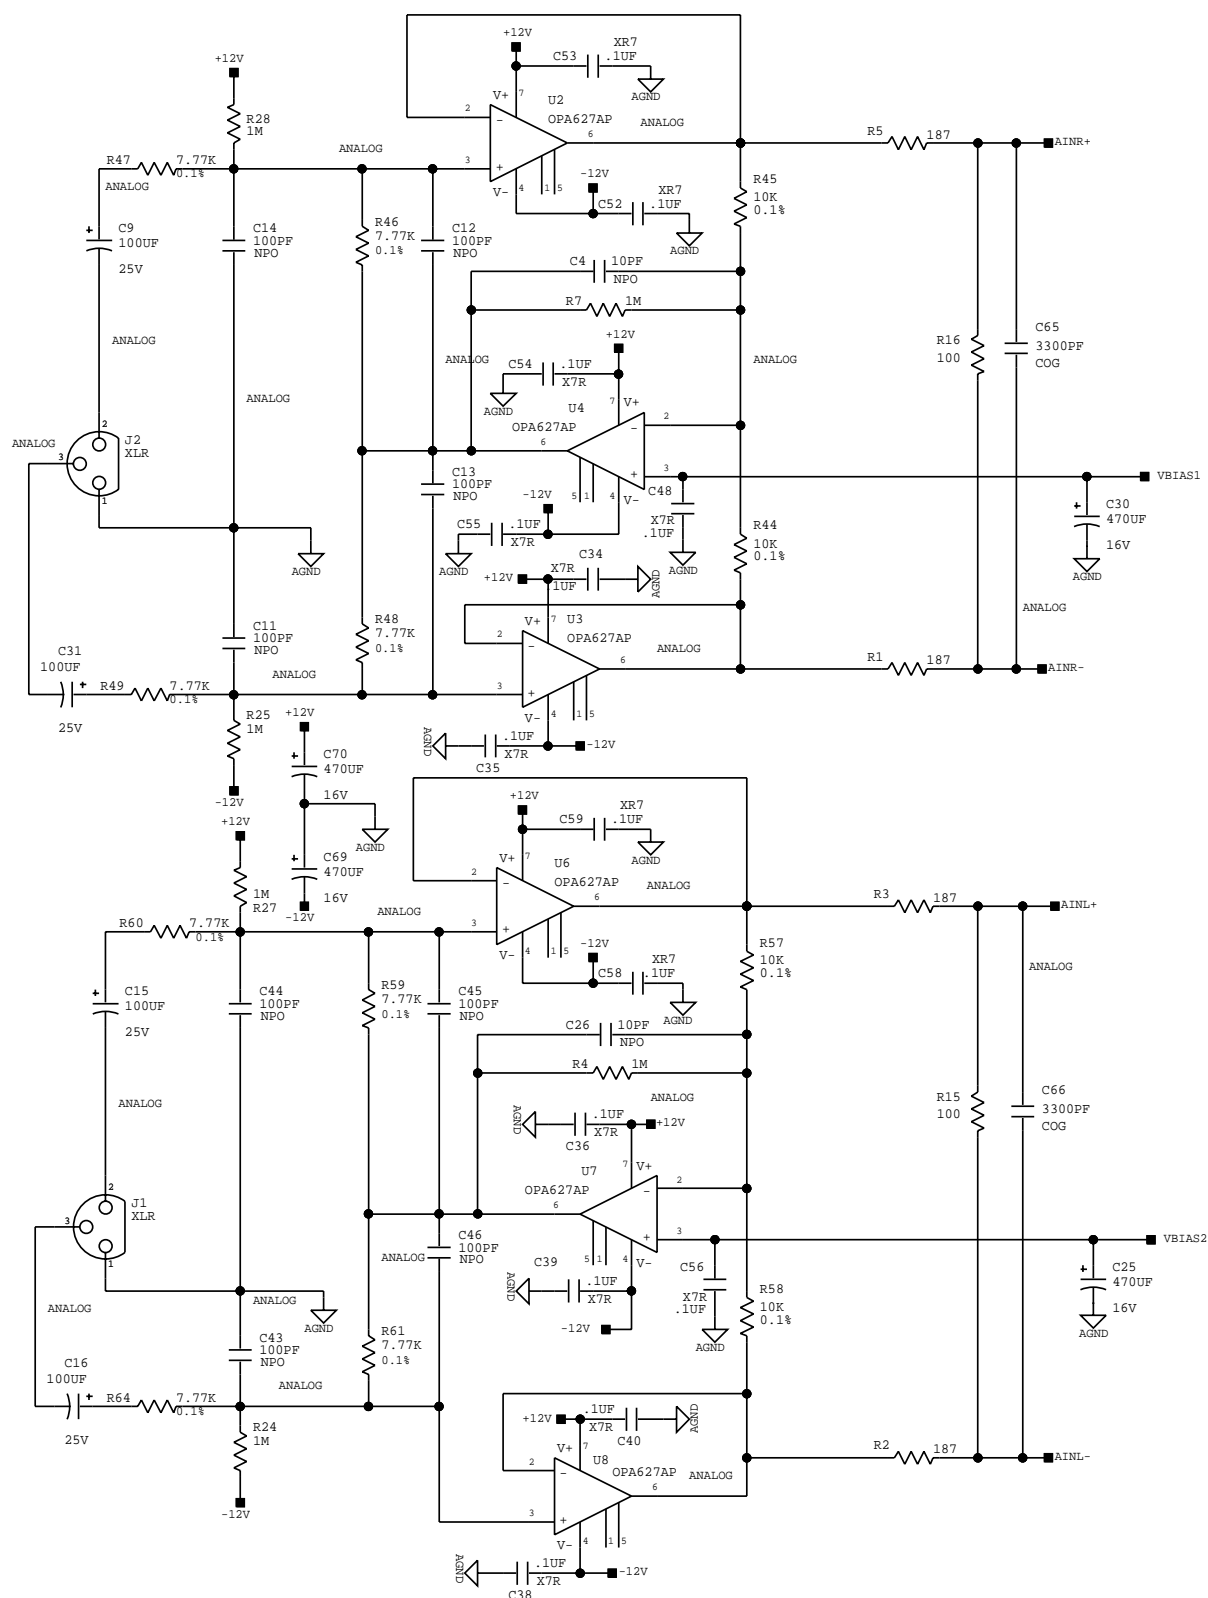 +12V
XR7
C53
.1UF
AGND
+12V
V+
7
U2
OPA627AP
2
−
6
ANALOG
R28
1M
ANALOG
3
+
V-
4
1
5
R5
187
AINR+
R47
7.77K
0.1%
ANALOG
-12V
XR7
C52
.1UF
AGND
R45
10K
0.1%
C9
100UF
25V
C14
100PF
NPO
R46
7.77K
0.1%
C12
100PF
NPO
C4
10PF
NPO
R7
1M
+12V
ANALOG
ANALOG
C54
.1UF
X7R
AGND
ANALOG
R16
100
C65
3300PF
COG
ANALOG
U4
OPA627AP
7
V+
2
−
6
3
+
5
1
4
V-
ANALOG
2
3
1
J2
XLR
C13
100PF
NPO
-12V
C55
.1UF
X7R
AGND
C48
X7R
.1UF
AGND
VBIAS1
C30
470UF
16V
AGND
AGND
R44
10K
0.1%
C34
X7R
1UF
+12V
AGND
V+
7
U3
OPA627AP
2
−
6
ANALOG
3
+
V-
4
1
5
ANALOG
R1
187
AINR-
C11
100PF
NPO
R48
7.77K
0.1%
ANALOG
C31
100UF
25V
R49
7.77K
0.1%
R25
1M
-12V
+12V
C70
470UF
16V
AGND
C69
470UF
16V
-12V
AGND
.1UF
X7R
C35
-12V
+12V
XR7
C59
.1UF
AGND
+12V
1M
R27
V+
7
U6
OPA627AP
2
−
6
ANALOG
3
+
V-
4
1
5
R3
187
AINL+
ANALOG
R60
7.77K
0.1%
ANALOG
-12V
XR7
C58
.1UF
AGND
R57
10K
0.1%
C15
100UF
25V
C44
100PF
NPO
R59
7.77K
0.1%
C45
100PF
NPO
C26
10PF
NPO
R4
1M
ANALOG
ANALOG
AGND
.1UF
X7R
C36
+12V
R15
100
C66
3300PF
COG
U7
OPA627AP
7
V+
2
−
6
3
+
5
1
4
V-
2
3
1
J1
XLR
C46
100PF
NPO
ANALOG
C39
.1UF
X7R
AGND
-12V
C56
X7R
.1UF
AGND
VBIAS2
C25
470UF
16V
AGND
ANALOG
ANALOG
AGND
R58
10K
0.1%
C43
100PF
NPO
R61
7.77K
0.1%
ANALOG
C16
100UF
25V
R64
7.77K
0.1%
R24
1M
-12V
+12V
.1UF
X7R
C40
AGND
V+
7
U8
OPA627AP
2
−
6
ANALOG
3
+
V-
4
1
5
R2
187
AINL-
AGND
.1UF
X7R
C38
-12V